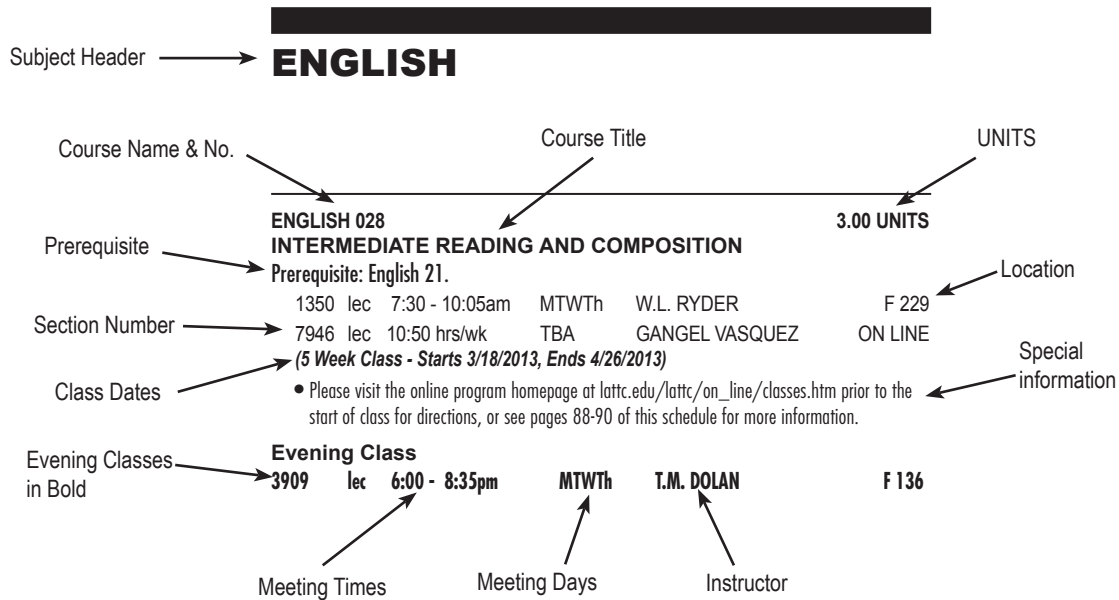 Subject Header
ENGLISH
Course Name & No.
Course Title
UNITS
ENGLISH 028 3.00 UNITS
INTERMEDIATE READING AND COMPOSITION
Prerequisite
Prerequisite: English 21.
Location
1350 lec 7:30 - 10:05am MTWTh W.L. RYDER F 229
Section Number
7946 lec 10:50 hrs/wk TBA GANGEL VASQUEZ ON LINE
Class Dates
(5 Week Class - Starts 3/18/2013, Ends 4/26/2013)
Special
information
• Please visit the online program homepage at lattc.edu/lattc/on_line/classes.htm prior to the
start of class for directions, or see pages 88-90 of this schedule for more information.
Evening Classes
in Bold
Evening Class
3909 lec 6:00 - 8:35pm MTWTh T.M. DOLAN F 136
Meeting Times
Meeting Days
Instructor